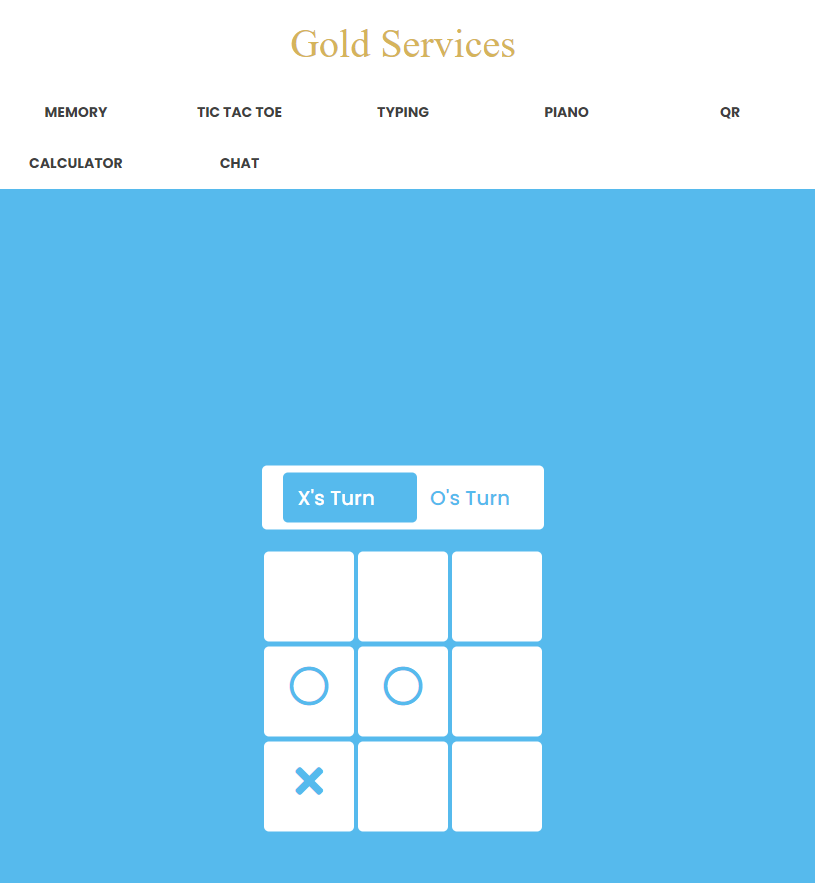 Gold Services
MEMORY TIC TAC TOE TYPING PIANO QR
CALCULATOR CHAT
X's Turn O's Turn